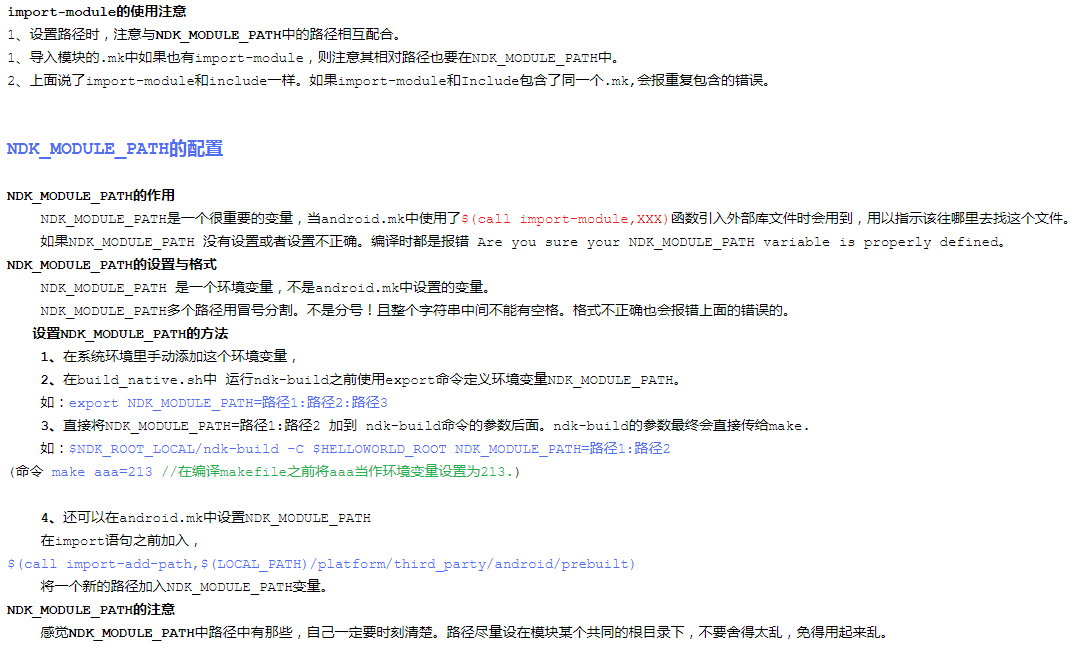 import-module的使用注意
1、设置路径时，注意与NDK_MODULE_PATH中的路径相互配合。
1、导入模块的.mk中如果也有import-module，则注意其相对路径也要在NDK_MODULE_PATH中。
2、上面说了import-module和include一样。如果import-module和Include包含了同一个.mk,会报重复包含的错误。
NDK_MODULE_PATH的配置
NDK_MODULE_PATH的作用
NDK_MODULE_PATH是一个很重要的变量，当android.mk中使用了$(call import-module,XXX)函数引入外部库文件时会用到，用以指示该往哪里去找这个文件。
如果NDK_MODULE_PATH 没有设置或者设置不正确。编译时都是报错 Are you sure your NDK_MODULE_PATH variable is properly defined。
NDK_MODULE_PATH的设置与格式
NDK_MODULE_PATH 是一个环境变量，不是android.mk中设置的变量。
NDK_MODULE_PATH多个路径用冒号分割。不是分号！且整个字符串中间不能有空格。格式不正确也会报错上面的错误的。
设置NDK_MODULE_PATH的方法
1、在系统环境里手动添加这个环境变量，
2、在build_native.sh中 运行ndk-build之前使用export命令定义环境变量NDK_MODULE_PATH。
如：export NDK_MODULE_PATH=路径1:路径2:路径3
3、直接将NDK_MODULE_PATH=路径1:路径2 加到 ndk-build命令的参数后面。ndk-build的参数最终会直接传给make.
如：$NDK_ROOT_LOCAL/ndk-build -C $HELLOWORLD_ROOT NDK_MODULE_PATH=路径1:路径2
(命令 make aaa=213 //在编译makefile之前将aaa当作环境变量设置为213.)
4、还可以在android.mk中设置NDK_MODULE_PATH
在import语句之前加入，
$(call import-add-path,$(LOCAL_PATH)/platform/third_party/android/prebuilt)
将一个新的路径加入NDK_MODULE_PATH变量。
NDK_MODULE_PATH的注意
感觉NDK_MODULE_PATH中路径中有那些，自己一定要时刻清楚。路径尽量设在模块某个共同的根目录下，不要舍得太乱，免得用起来乱。